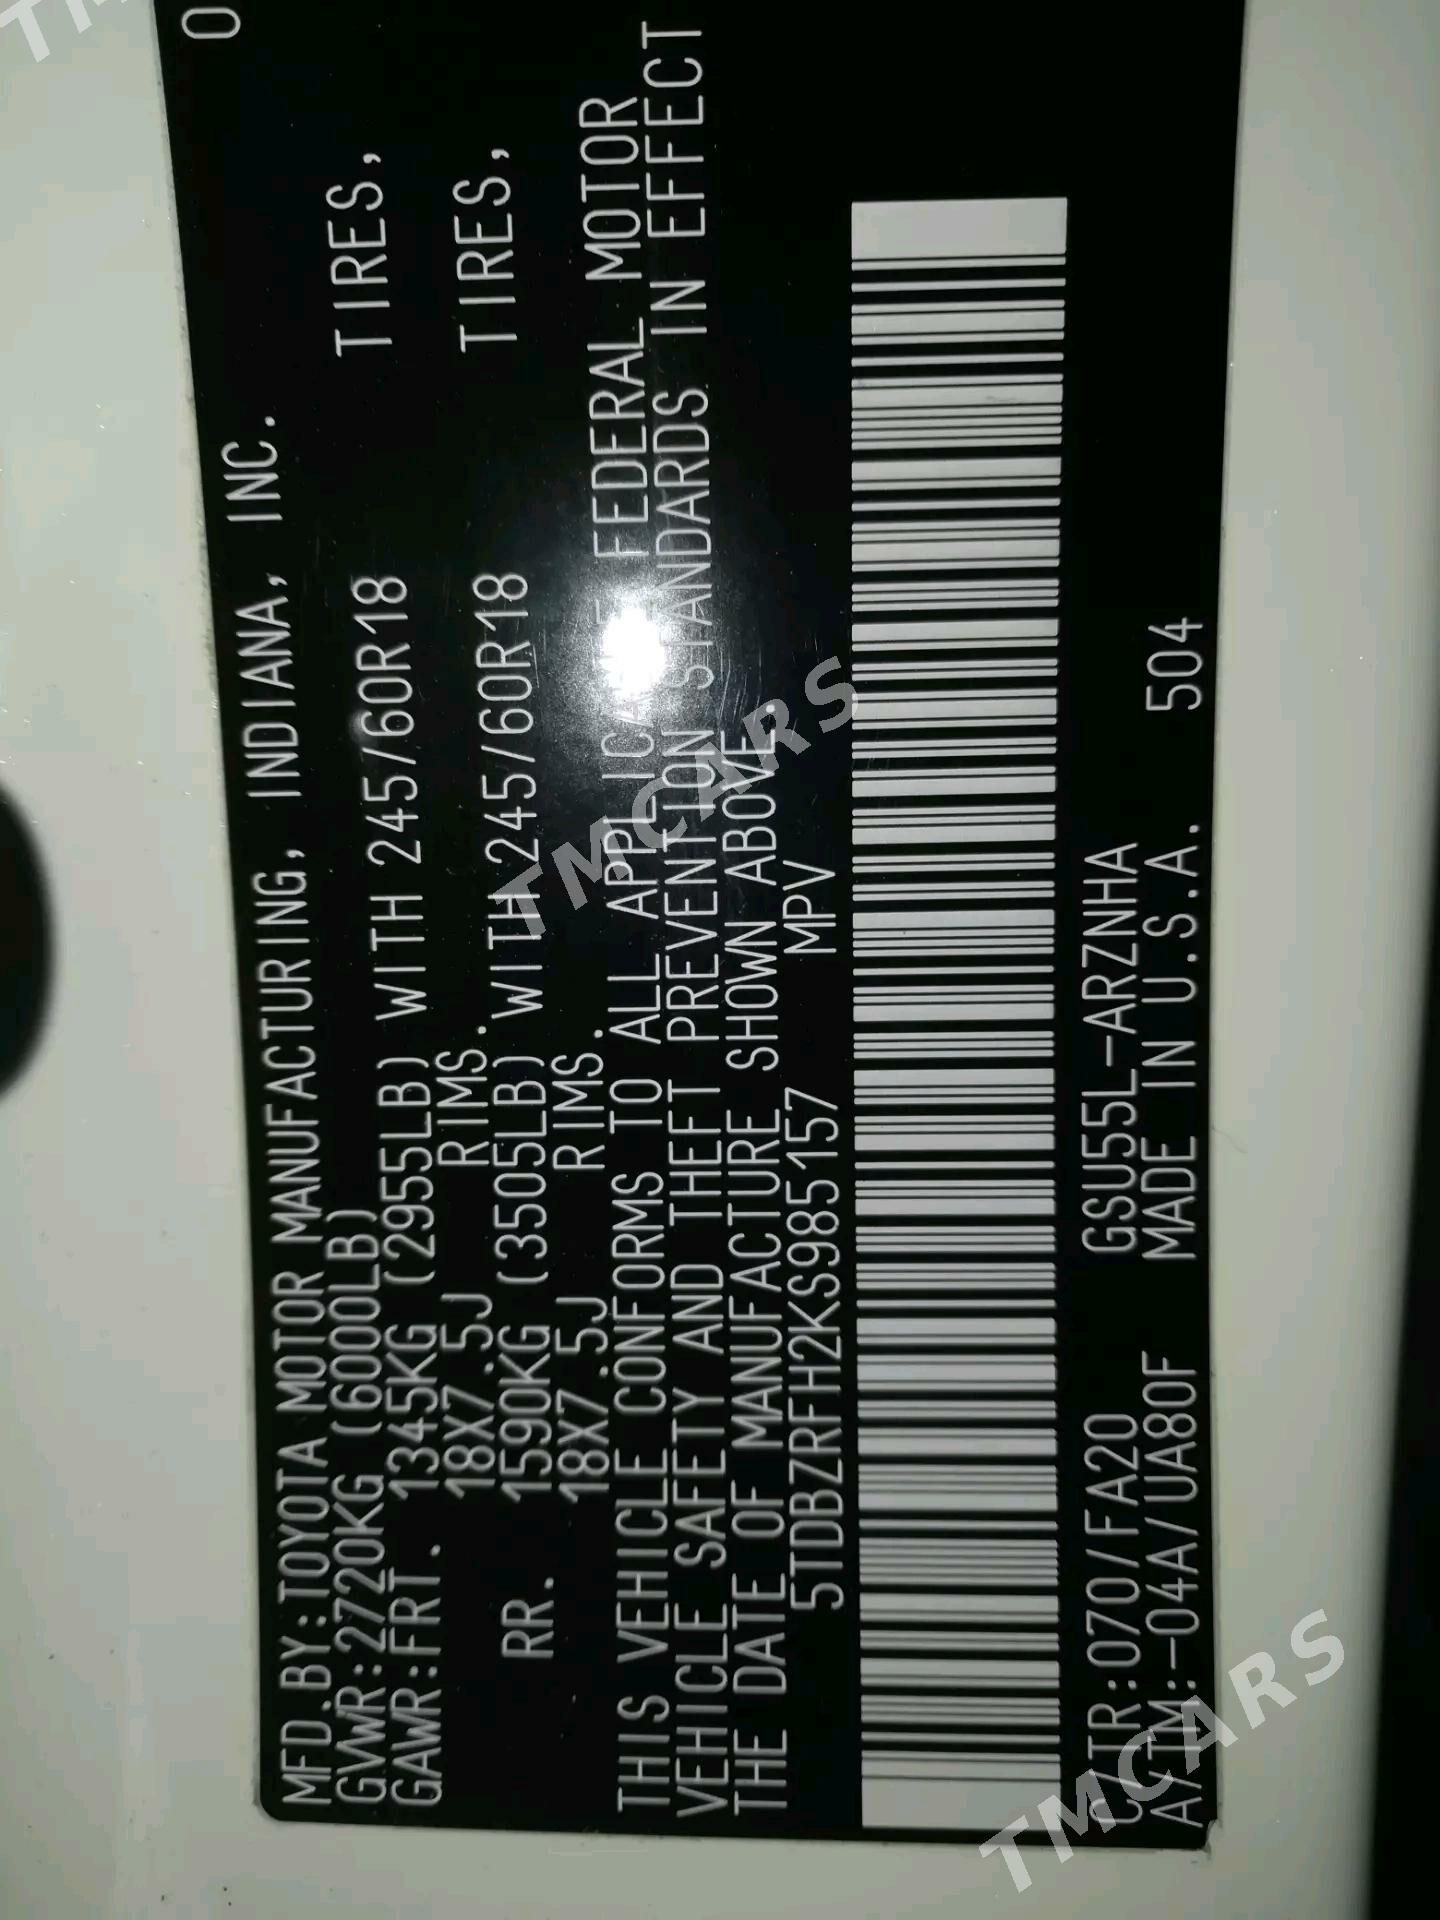 MFD.BY:TOYOTA MOTOR MANUFACTURING, INDIANA, INC. 0
GVWR:2720KG (6000LB)
GAWR:FRT. 1345KG (2955LB) WITH 245/60R18 TIRES,
18X7.5J RIMS.
RR. 1590KG (3505LB) WITH 245/60R18 TIRES,
18X7.5J RIMS.
THIS VEHICLE CONFORMS TO ALL APPLICABLE FEDERAL MOTOR
VEHICLE SAFETY AND THEFT PREVENTION STANDARDS IN EFFECT
THE DATE OF MANUFACTURE SHOWN ABOVE.
5TDBZRFH2KS985157 MPV
C/TR:070/FA20 GSU55L-ARZNHA
A/TM:-04A/UA80F MADE IN U.S.A. 504
TMCARS
TMCARS